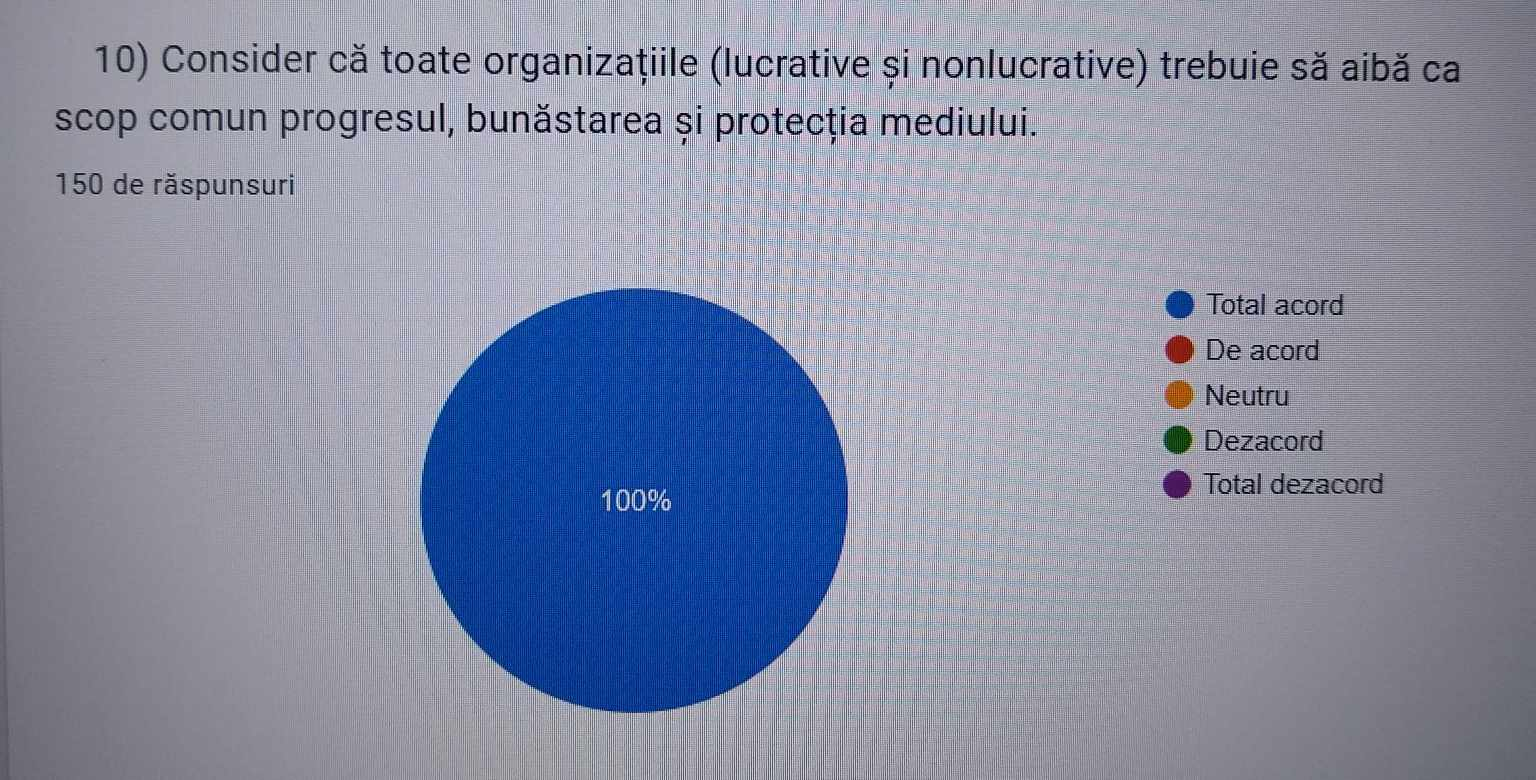 10) Consider că toate organizațiile (lucrative și nonlucrative) trebuie să aibă ca
scop comun progresul, bunăstarea și protecția mediului.
150 de răspunsuri
Total acord
De acord
Neutru
Dezacord
Total dezacord
100%